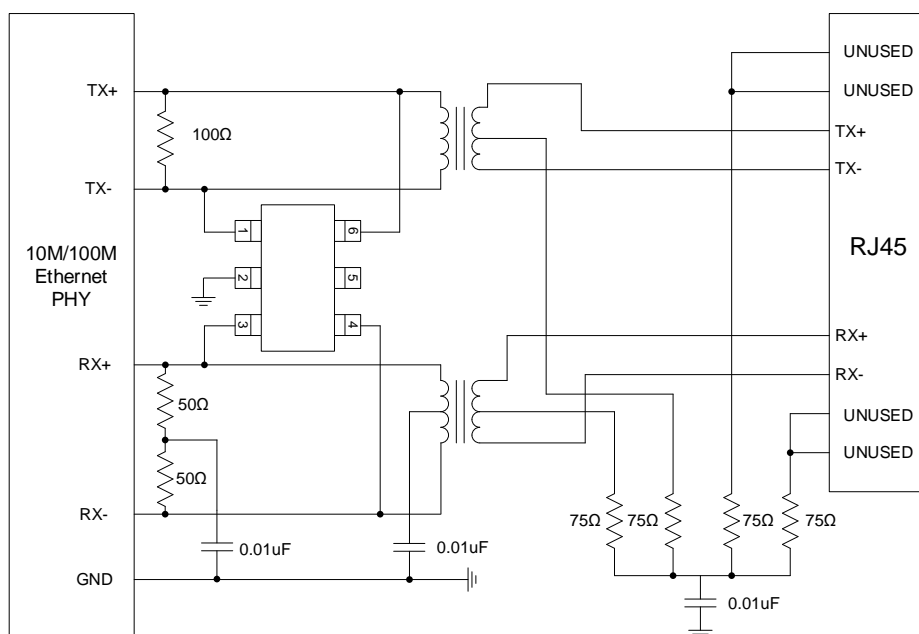 UNUSED
UNUSED
TX+
TX+
100Ω
TX-
TX-
1
6
10M/100M
Ethernet
PHY
2
5
RJ45
3
4
RX+
RX+
RX-
50Ω
UNUSED
50Ω
UNUSED
RX-
75Ω
75Ω
75Ω
75Ω
0.01uF
0.01uF
GND
0.01uF